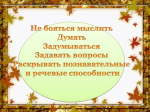 Не бояться мыслить
Думать
Задумываться
Задавать вопросы
Раскрывать познавательные
и речевые способности